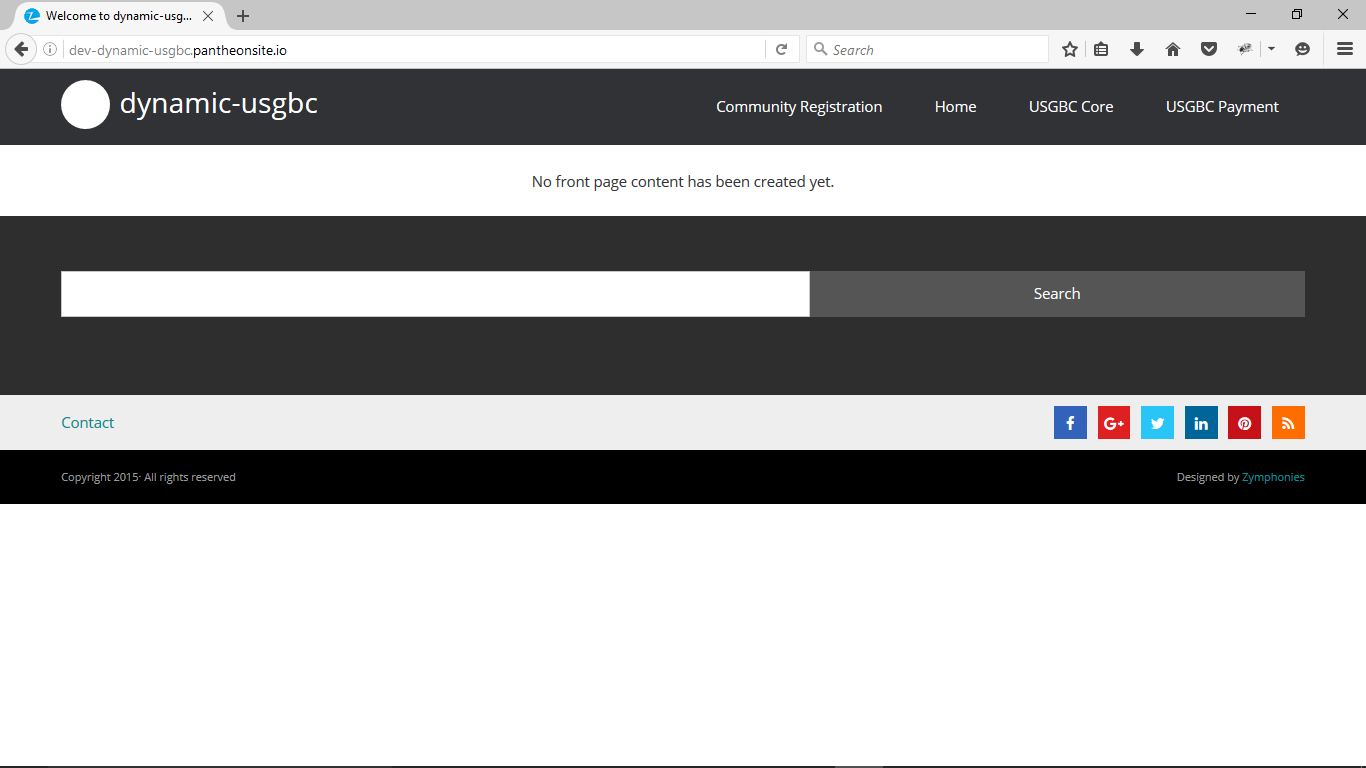 Welcome to dynamic-usg...
dev-dynamic-usgbc.pantheonsite.io
Search
dynamic-usgbc
Community Registration
Home
USGBC Core
USGBC Payment
No front page content has been created yet.
Search
Contact
Copyright 2015· All rights reserved
Designed by Zymphonies